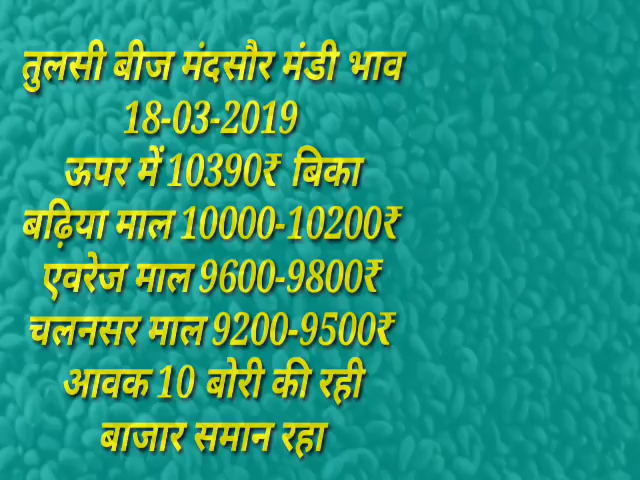 तुलसी बीज मंदसौर मंडी भाव
18-03-2019
ऊपर में 10390₹ बिका
बढ़िया माल 10000-10200₹
एवरेज माल 9600-9800₹
चलनसर माल 9200-9500₹
आवक 10 बोरी की रही
बाजार समान रहा